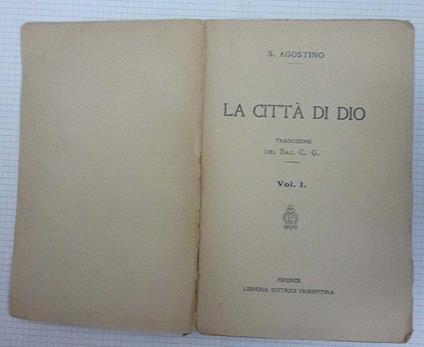 S. AGOSTINO
LA CITTÀ DI DIO
TRADUZIONE
DEL SAC. C. G.
Vol. I.
FIRENZE
LIBRERIA EDITRICE FIORENTINA